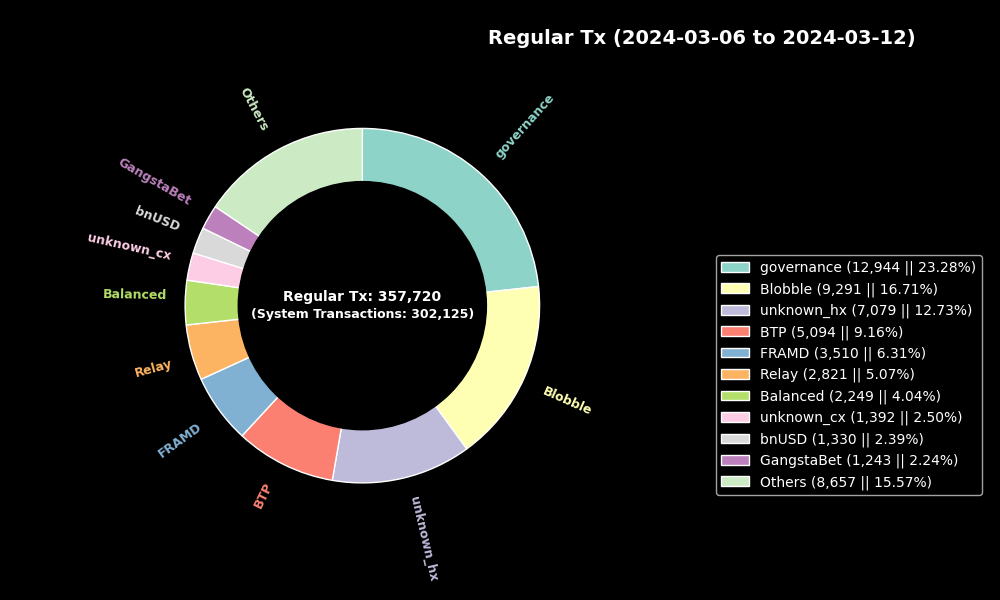 Regular Tx (2024-03-06 to 2024-03-12)
governance
Others
GangstaBet
bnUSD
unknown_cx
Balanced
Relay
FRAMD
BTP
unknown_hx
Blobble
Regular Tx: 357,720
(System Transactions: 302,125)
governance (12,944 || 23.28%)
Blobble (9,291 || 16.71%)
unknown_hx (7,079 || 12.73%)
BTP (5,094 || 9.16%)
FRAMD (3,510 || 6.31%)
Relay (2,821 || 5.07%)
Balanced (2,249 || 4.04%)
unknown_cx (1,392 || 2.50%)
bnUSD (1,330 || 2.39%)
GangstaBet (1,243 || 2.24%)
Others (8,657 || 15.57%)